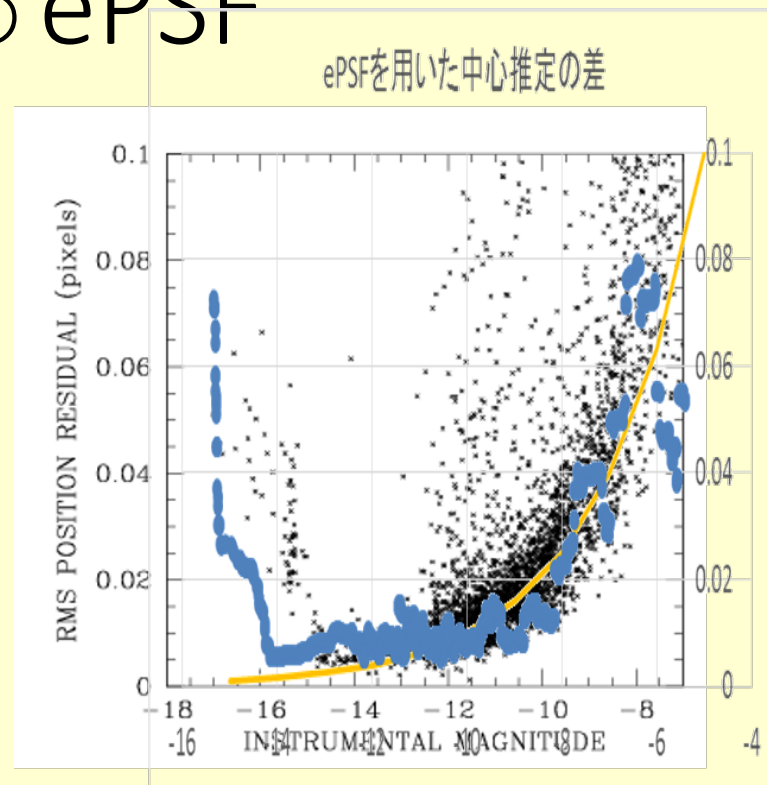 ePSF
ePSFを用いた中心推定の差
0.1
0.08
0.06
0.04
0.02
0
RMS POSITION RESIDUAL (pixels)
0.1
0.08
0.06
0.04
0.02
0
-18 -16 -14 -12 -10 -8
INSTRUMENTAL MAGNITUDE
-16 -14 -12 -10 -8 -6 -4